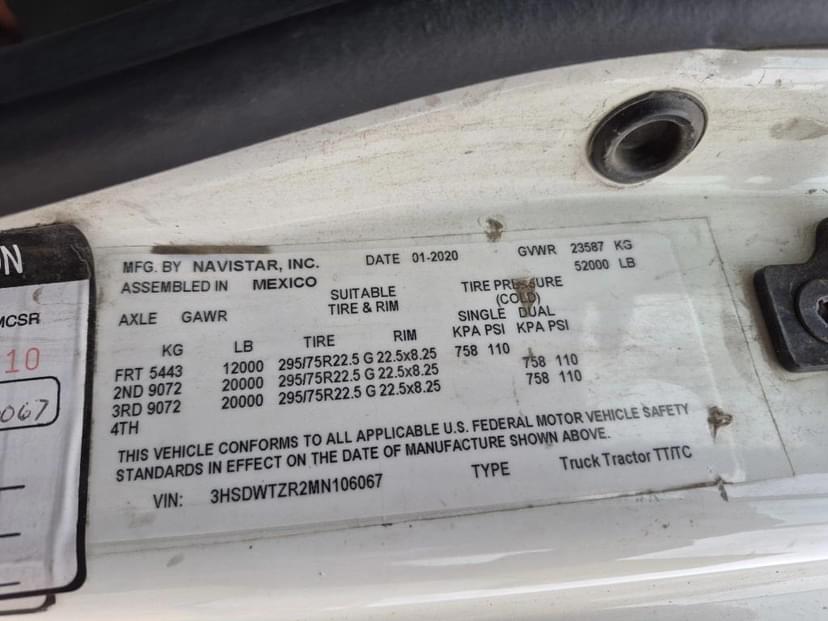 ON
MCSR
10
067
MFG. BY NAVISTAR, INC. DATE 01-2020 GVWR 23587 KG
ASSEMBLED IN MEXICO 52000 LB
SUITABLE TIRE PRESSURE
TIRE & RIM (COLD)
AXLE GAWR SINGLE DUAL
KG LB TIRE RIM KPA PSI KPA PSI
FRT 5443 12000 295/75R22.5 G 22.5x8.25 758 110
2ND 9072 20000 295/75R22.5 G 22.5x8.25 758 110
3RD 9072 20000 295/75R22.5 G 22.5x8.25 758 110
4TH
THIS VEHICLE CONFORMS TO ALL APPLICABLE U.S. FEDERAL MOTOR VEHICLE SAFETY
STANDARDS IN EFFECT ON THE DATE OF MANUFACTURE SHOWN ABOVE.
VIN: 3HSDWTZR2MN106067 TYPE Truck Tractor TT/TC